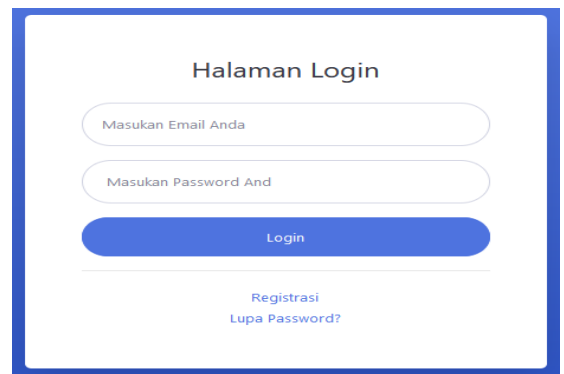 Halaman Login
Masukan Email Anda
Masukan Password And
Login
Registrasi
Lupa Password?